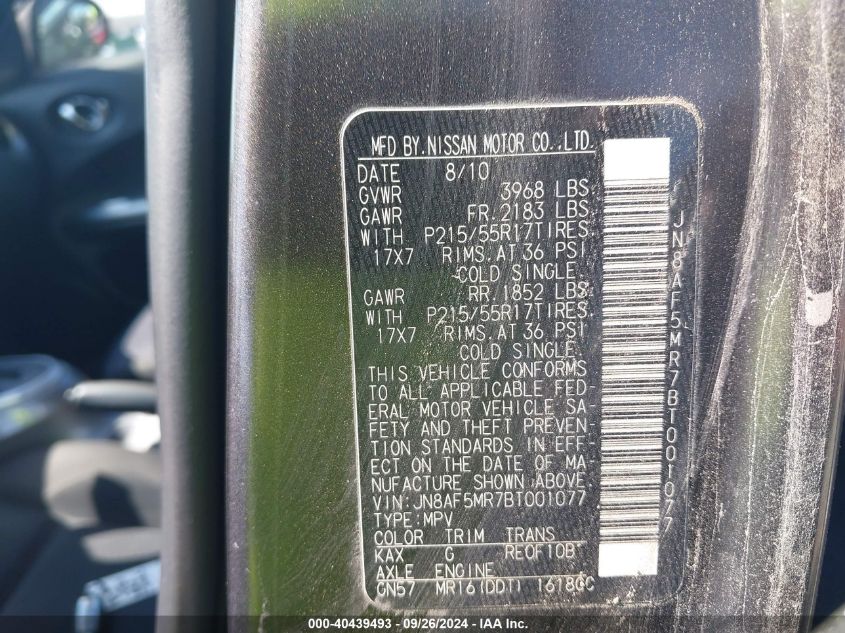 MFD BY.NISSAN MOTOR CO.,LTD.
DATE 8/10
GVWR 3968 LBS
GAWR FR.2183 LBS
WITH P215/55R17TIRES
17X7 RIMS.AT 36 PSI
COLD SINGLE.
GAWR RR.1852 LBS
WITH P215/55R17TIRES
17X7 RIMS.AT 36 PSI
COLD SINGLE.
THIS VEHICLE CONFORMS
TO ALL APPLICABLE FED-
ERAL MOTOR VEHICLE SA-
FETY AND THEFT PREVEN-
TION STANDARDS IN EFF-
ECT ON THE DATE OF MA-
NUFACTURE SHOWN ABOVE.
VIN:JN8AF5MR7BT001077
TYPE:MPV
COLOR TRIM TRANS
KAX G RE0F10B
AXLE ENGINE
CN57 MR16(DDT) 1618CC
JN8AF5MR7BT001077
000-40439493 - 09/26/2024 - IAA, Inc.